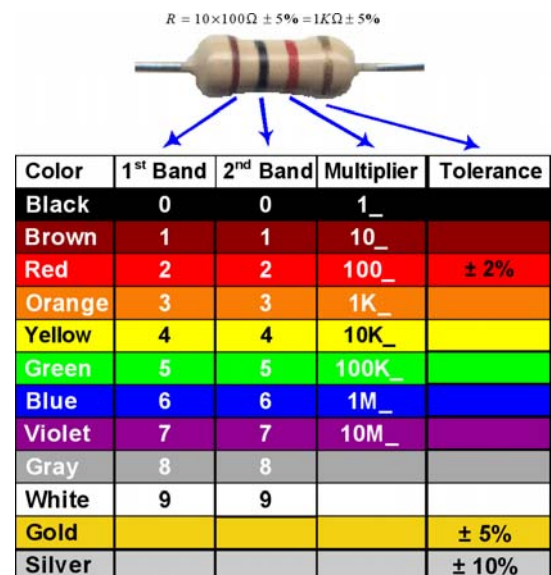 R = 10×100Ω ± 5% = 1KΩ ± 5%
Color 1st Band 2nd Band Multiplier Tolerance
Black 0 0 1_
Brown 1 1 10_
Red 2 2 100_ ± 2%
Orange 3 3 1K_
Yellow 4 4 10K_
Green 5 5 100K_
Blue 6 6 1M_
Violet 7 7 10M_
Gray 8 8
White 9 9
Gold ± 5%
Silver ± 10%